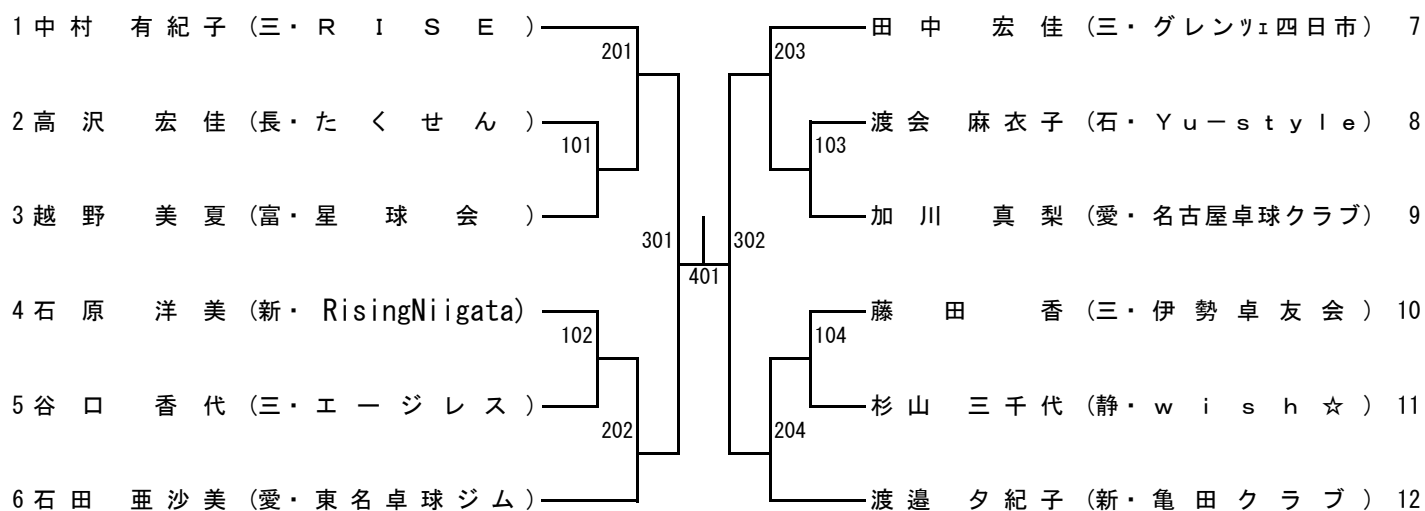 1 中村 有紀子 (三・RISE)
201
2 高沢 宏佳 (長・たくせん)
101
3 越野 美夏 (富・星球会)
301
4 石原 洋美 (新・RisingNiigata)
102
5 谷口 香代 (三・エージレス)
202
6 石田 亜沙美 (愛・東名卓球ジム)
401
田中 宏佳 (三・グレンツェ四日市) 7
203
渡会 麻衣子 (石・Yu-style) 8
103
加川 真梨 (愛・名古屋卓球クラブ) 9
302
藤田 香 (三・伊勢卓友会) 10
104
杉山 三千代 (静・wish☆) 11
204
渡邉 夕紀子 (新・亀田クラブ) 12